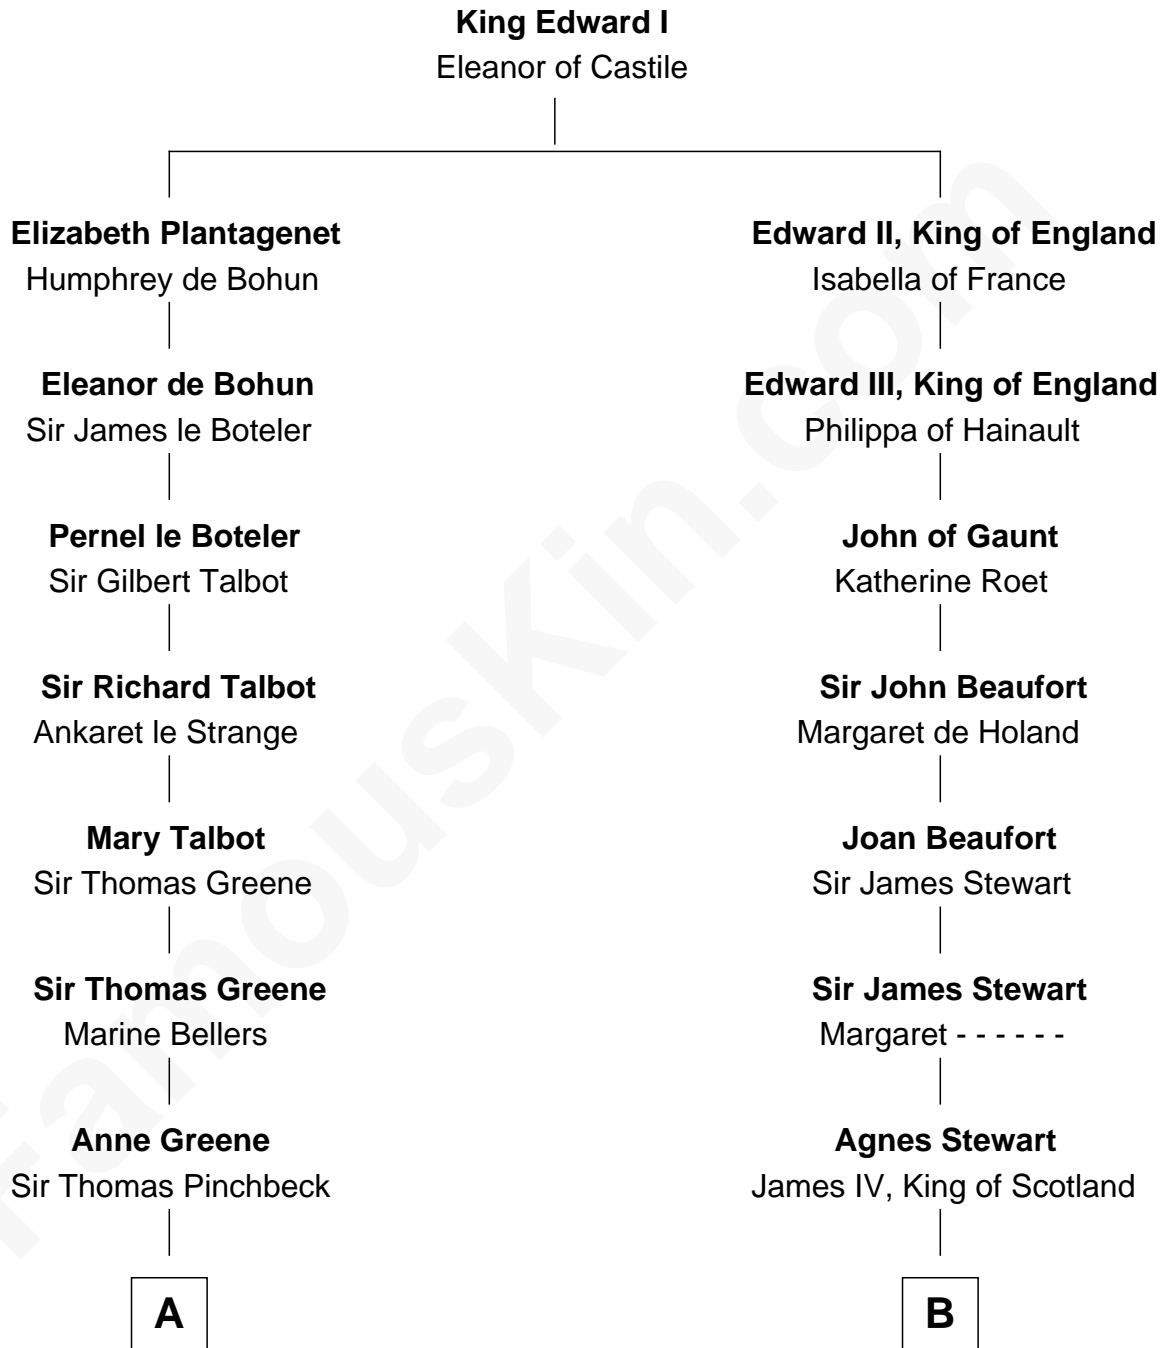 King Edward I
Eleanor of Castile
Elizabeth Plantagenet
Humphrey de Bohun
Edward II, King of England
Isabella of France
Eleanor de Bohun
Sir James le Boteler
Edward III, King of England
Philippa of Hainault
Pernel le Boteler
Sir Gilbert Talbot
John of Gaunt
Katherine Roet
Sir Richard Talbot
Ankaret le Strange
Sir John Beaufort
Margaret de Holand
Mary Talbot
Sir Thomas Greene
Joan Beaufort
Sir James Stewart
Sir Thomas Greene
Marine Bellers
Sir James Stewart
Margaret - - - - - -
Anne Greene
Sir Thomas Pinchbeck
Agnes Stewart
James IV, King of Scotland
A
B
FamousKin.com